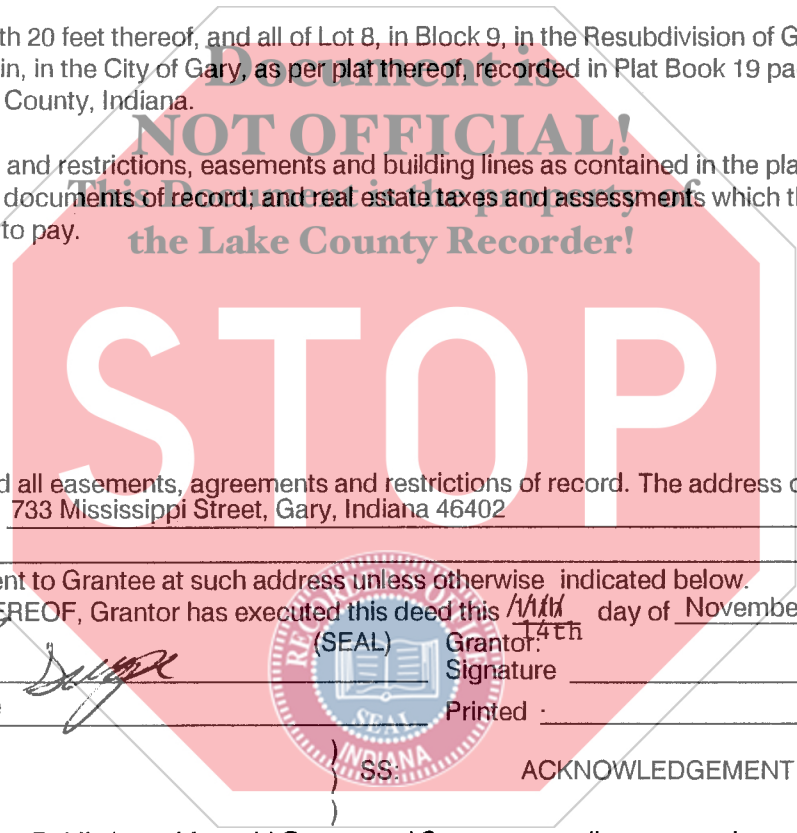 th 20 feet thereof, and all of Lot 8, in Block 9, in the Resubdivision of G
in, in the City of Gary, as per plat thereof, recorded in Plat Book 19 pa
County, Indiana.
Document is
NOT OFFICIAL!
and restrictions, easements and building lines as contained in the pla
documents of record; and real estate taxes and assessments which t
This Document is the property of
to pay.
the Lake County Recorder!
STOP
d all easements, agreements and restrictions of record. The address o
733 Mississippi Street, Gary, Indiana 46402
ent to Grantee at such address unless otherwise indicated below.
EREOF, Grantor has executed this deed this day of Novembe
14th
(SEAL) Grantor:
Signature
Printed
RECORDER'S OFFICE
SEAL
INDIANA
) SS: ACKNOWLEDGEMENT
)